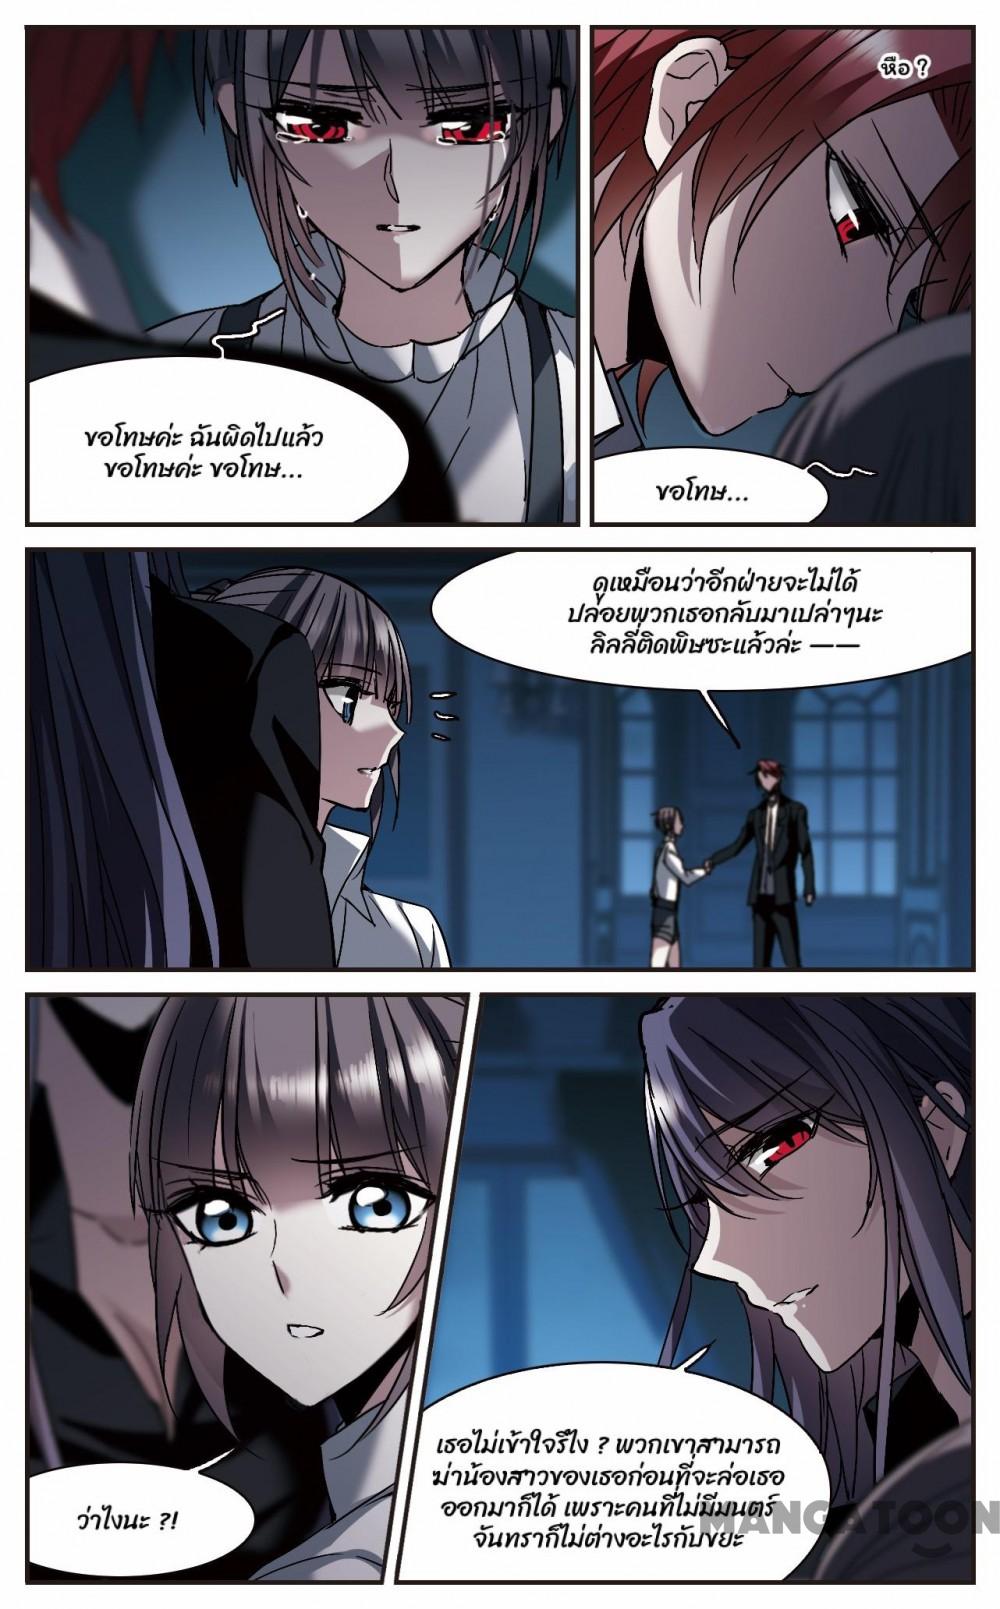 ขอโทษค่ะ ฉันผิดไปแล้ว
ขอโทษค่ะ ขอโทษ...
หือ ?
ขอโทษ...
ดูเหมือนว่าอีกฝ่ายจะไม่ได้
ปล่อยพวกเธอกลับมาเปล่าๆนะ
ลิลลี่ติดพิษซะแล้วล่ะ ——
ว่าไงนะ ?!
เธอไม่เข้าใจรึไง ? พวกเขาสามารถ
ฆ่าน้องสาวของเธอก่อนที่จะล่อเธอ
ออกมาก็ได้ เพราะคนที่ไม่มีมนตร์
จันทราก็ไม่ต่างอะไรกับขยะ
MANGATOON